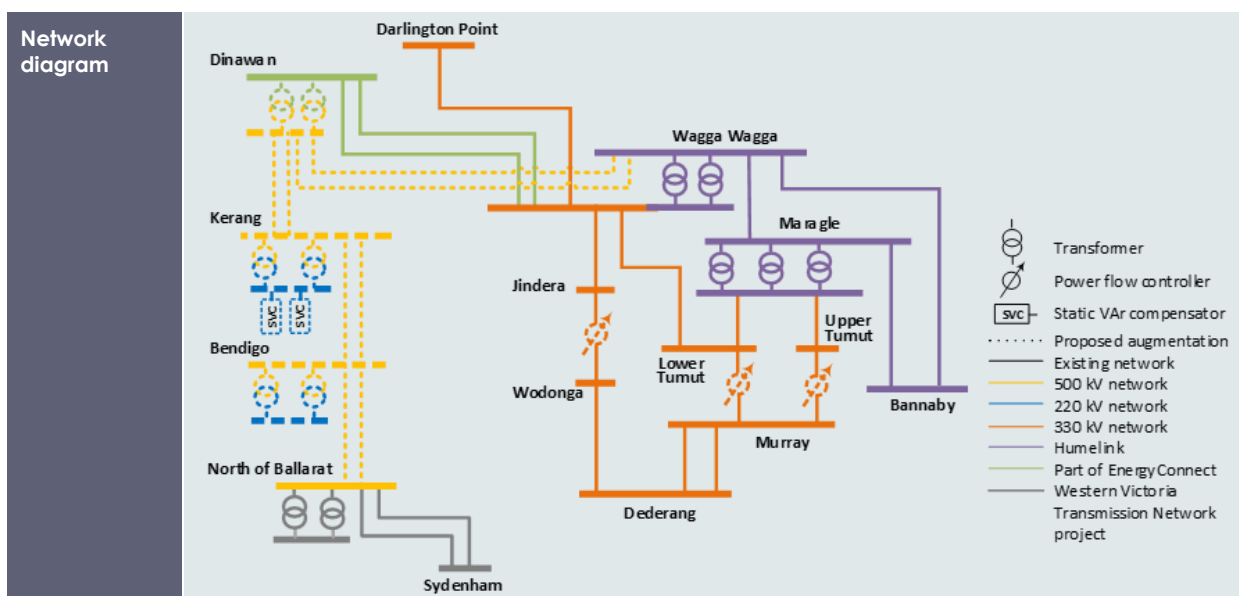 Network
diagram
Darlington Point
Dinawan
Wagga Wagga
Kerang
Maragle
SVC
SVC
Jindera
Upper
Tumut
Bendigo
Lower
Tumut
Wodonga
Bannaby
Murray
North of Ballarat
Dederang
Sydenham
Transformer
Power flow controller
SVC
Static VAr compensator
Proposed augmentation
Existing network
500 kV network
220 kV network
330 kV network
Humelink
Part of EnergyConnect
Western Victoria
Transmission Network
project